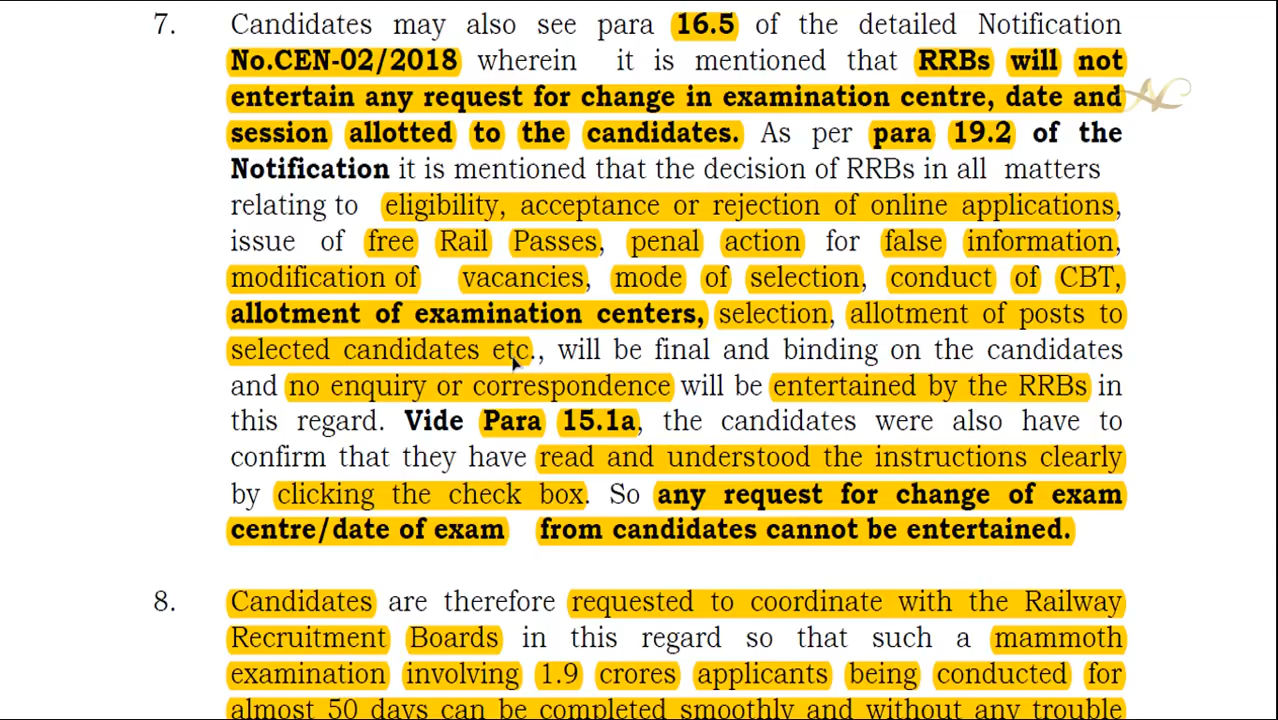 7. Candidates may also see para 16.5 of the detailed Notification
No.CEN-02/2018 wherein it is mentioned that RRBs will not
entertain any request for change in examination centre, date and
session allotted to the candidates. As per para 19.2 of the
Notification it is mentioned that the decision of RRBs in all matters
relating to eligibility, acceptance or rejection of online applications,
issue of free Rail Passes, penal action for false information,
modification of vacancies, mode of selection, conduct of CBT,
allotment of examination centers, selection, allotment of posts to
selected candidates etc., will be final and binding on the candidates
and no enquiry or correspondence will be entertained by the RRBs in
this regard. Vide Para 15.1a, the candidates were also have to
confirm that they have read and understood the instructions clearly
by clicking the check box. So any request for change of exam
centre/date of exam from candidates cannot be entertained.
8. Candidates are therefore requested to coordinate with the Railway
Recruitment Boards in this regard so that such a mammoth
examination involving 1.9 crores applicants being conducted for
almost 50 days can be completed smoothly and without any trouble